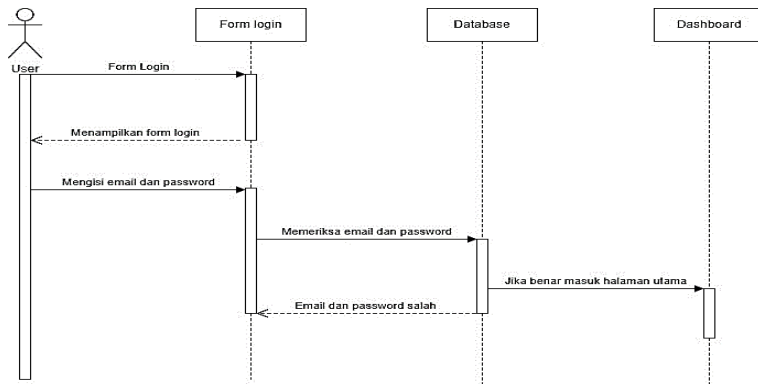 Form login
Database
Dashboard
User
Form Login
Menampilkan form login
Mengisi email dan password
Memeriksa email dan password
Jika benar masuk halaman utama
Email dan password salah